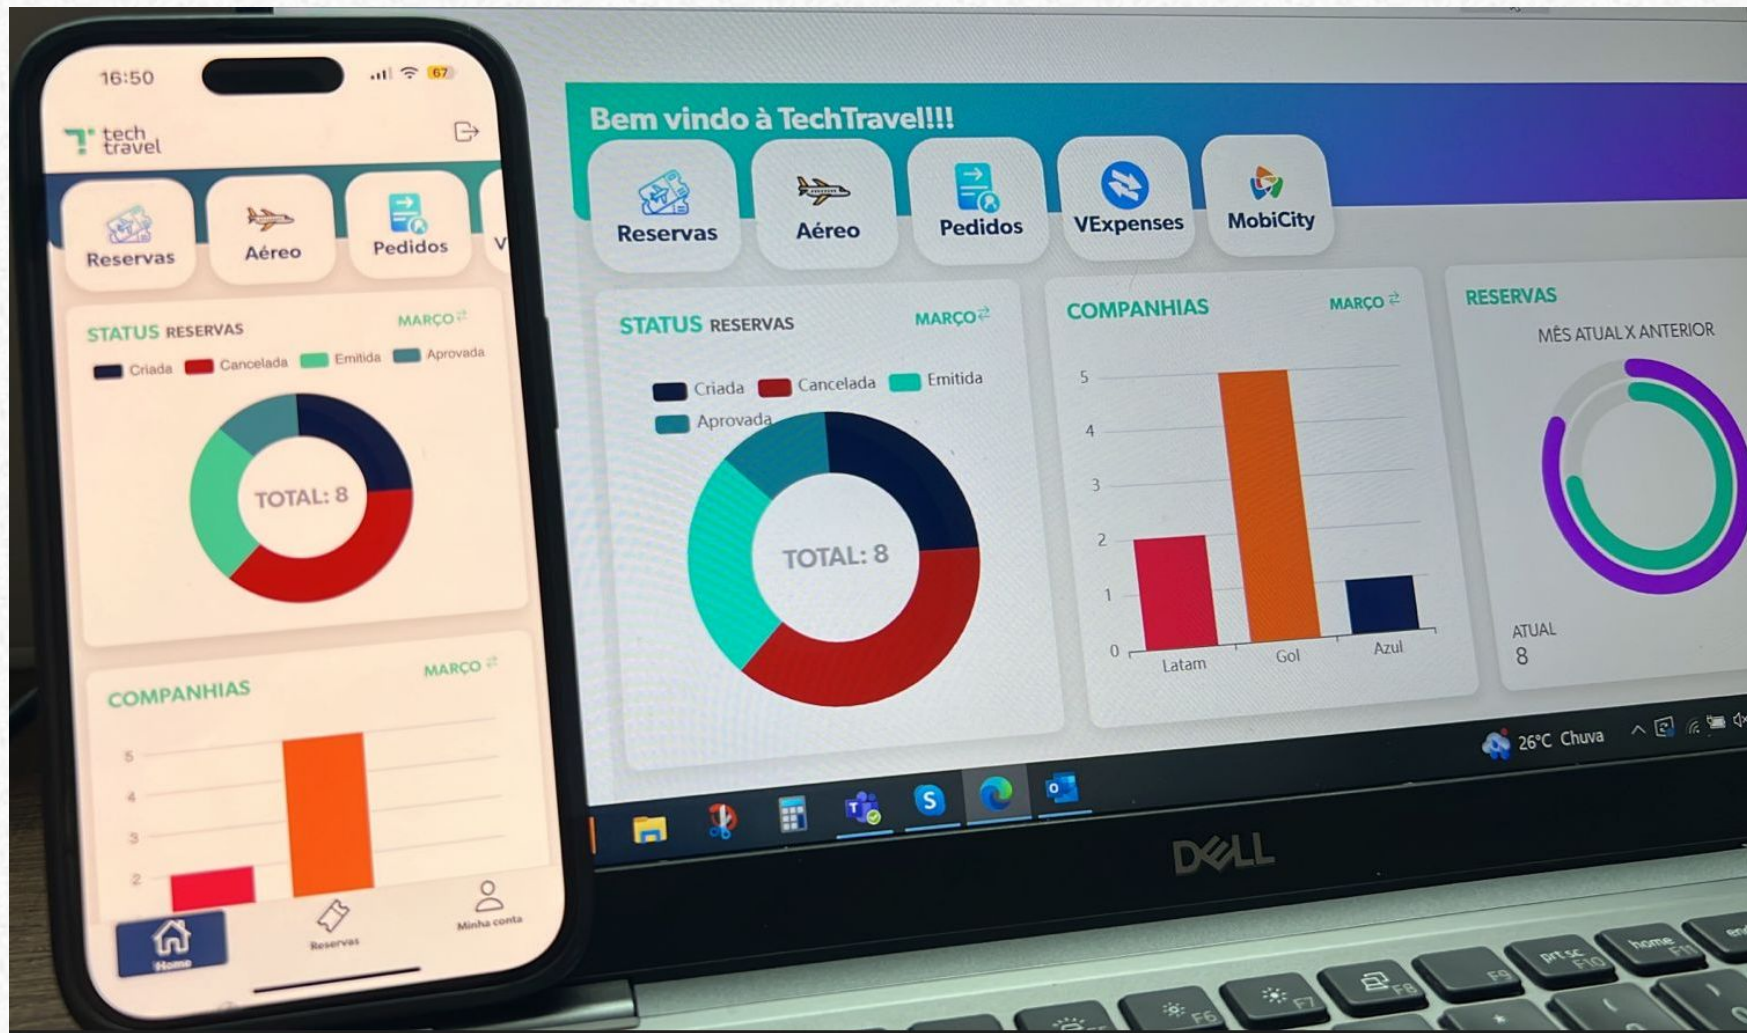 16:50
67
tech
travel
Reservas
Aéreo
Pedidos
V
STATUS RESERVAS
MARÇO
Criada
Cancelada
Emitida
Aprovada
TOTAL: 8
COMPANHIAS
MARÇO
5
4
3
2
Home
Reservas
Minha conta
Bem vindo à TechTravel!!!
Reservas
Aéreo
Pedidos
VExpenses
MobiCity
STATUS RESERVAS
MARÇO
Criada
Cancelada
Emitida
Aprovada
TOTAL: 8
COMPANHIAS
MARÇO
5
4
3
2
1
0
Latam
Gol
Azul
RESERVAS
MÊS ATUAL X ANTERIOR
ATUAL
8
26°C Chuva
DELL
F6
F7
F8
F9
prt sc
F10
home
F11